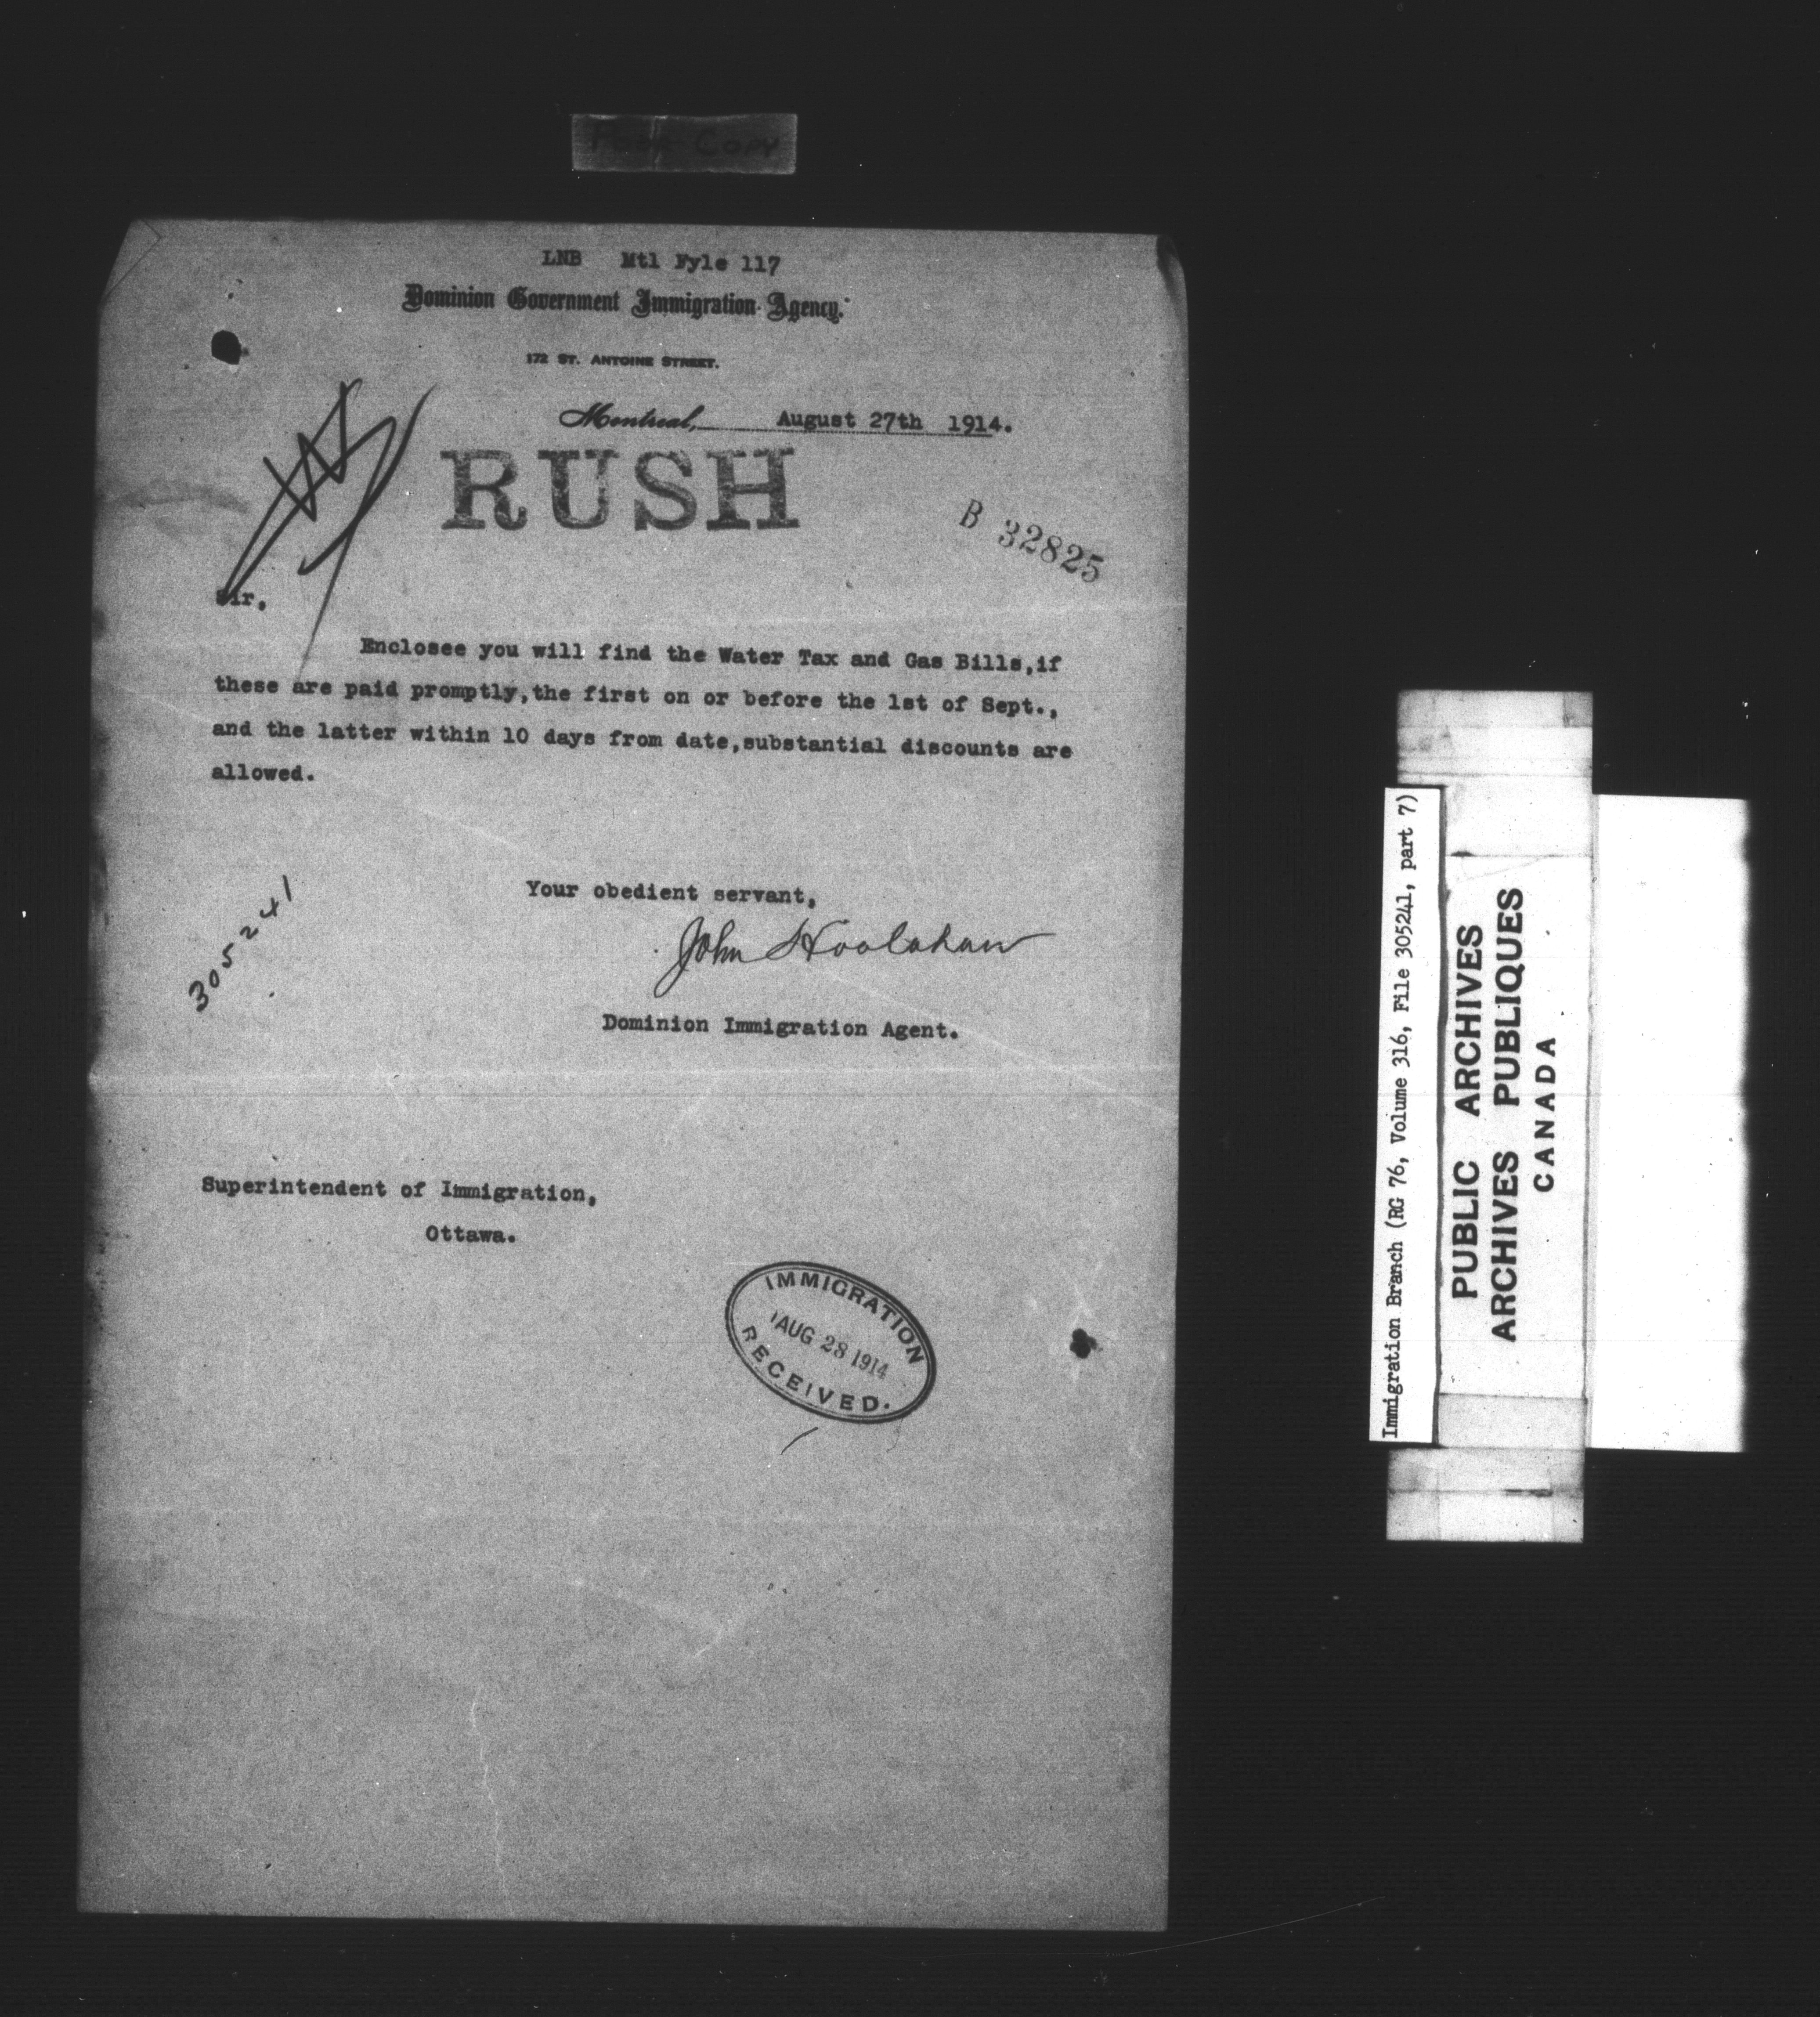 Poor Copy
LNB Mtl Fyle 117
Dominion Government Immigration Agency.
172 ST. ANTOINE STREET.
Montreal, August 27th 1914.
RUSH
B 32825
Sir,
Enclosee you will find the Water Tax and Gas Bills,if
these are paid promptly,the first on or before the 1st of Sept.,
and the latter within 10 days from date,substantial discounts are
allowed.
Your obedient servant,
John Hoolahan
305241
Dominion Immigration Agent.
Superintendent of Immigration,
Ottawa.
IMMIGRATION
AUG 28 1914
RECEIVED.
Immigration Branch (RG 76, Volume 316, File 305241, part 7)
PUBLIC ARCHIVES
ARCHIVES PUBLIQUES
CANADA